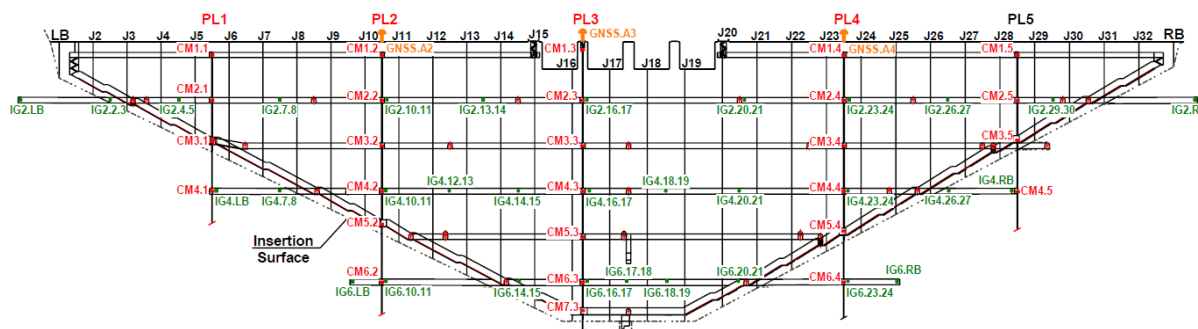 PL1 PL2 PL3 PL4 PL5
GNSS.A2 GNSS.A3 GNSS.A4
LB J2 J3 J4 J5 J6 J7 J8 J9 J10 J11 J12 J13 J14 J15 J16 J17 J18 J19 J20 J21 J22 J23 J24 J25 J26 J27 J28 J29 J30 J31 J32 RB
CM1.1 CM1.2 CM1.3 CM1.4 CM1.5
CM2.1 CM2.2 CM2.3 CM2.4 CM2.5
IG2.LB IG2.2.3 IG2.4.5 IG2.7.8 IG2.10.11 IG2.13.14 IG2.16.17 IG2.20.21 IG2.23.24 IG2.26.27 IG2.29.30 IG2.R
CM3.1 CM3.2 CM3.3 CM3.4 CM3.5
IG4.12.13 IG4.18.19 IG4.RB
CM4.1 CM4.2 CM4.3 CM4.4 CM4.5
IG4.LB IG4.7.8 IG4.10.11 IG4.14.15 IG4.16.17 IG4.20.21 IG4.23.24 IG4.26.27
CM5.2 CM5.3 CM5.4
Insertion
Surface
IG6.17.18 IG6.20.21 IG6.RB
CM6.2 CM6.3 CM6.4
IG6.LB IG6.10.11 IG6.14.15 IG6.16.17 IG6.18.19 IG6.23.24
CM7.3